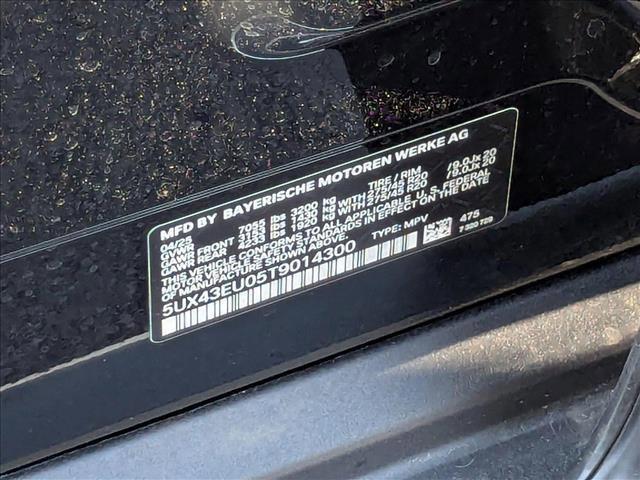 MFD BY BAYERISCHE MOTOREN WERKE AG
04/25 TIRE / RIM
GVWR 7055 lbs 3200 kg
GAWR FRONT lbs kg WITH 275/45 R20 /9.0Jx20
GAWR REAR 4233 lbs 1920 kg WITH 275/45 R20 /9.0Jx20
THIS VEHICLE CONFORMS TO ALL APPLICABLE U.S. FEDERAL
MOTOR VEHICLE SAFETY STANDARDS IN EFFECT ON THE DATE
OF MANUFACTURE SHOWN ABOVE.
5UX43EU05T9014300 TYPE: MPV 475
7 320 729